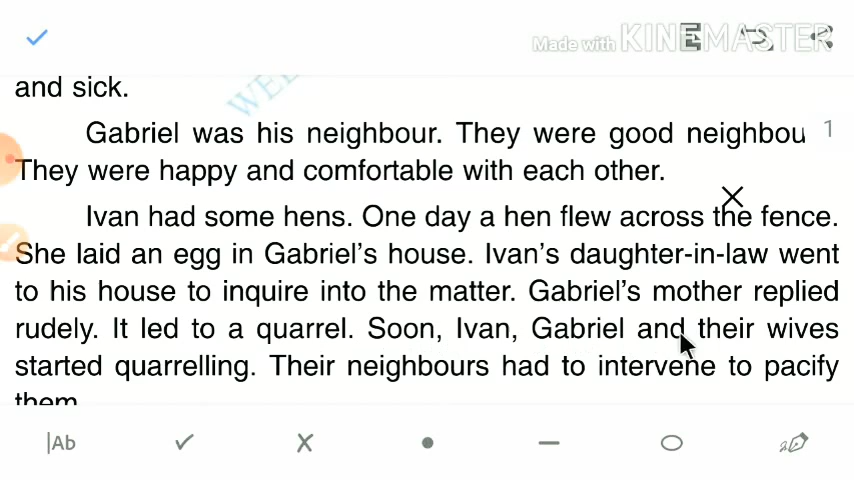 Made with KINEMASTER
and sick.
WEE
Gabriel was his neighbour. They were good neighbou 1
They were happy and comfortable with each other.
Ivan had some hens. One day a hen flew across the fence.
She laid an egg in Gabriel's house. Ivan's daughter-in-law went
to his house to inquire into the matter. Gabriel's mother replied
rudely. It led to a quarrel. Soon, Ivan, Gabriel and their wives
started quarrelling. Their neighbours had to intervene to pacify
them
Ab